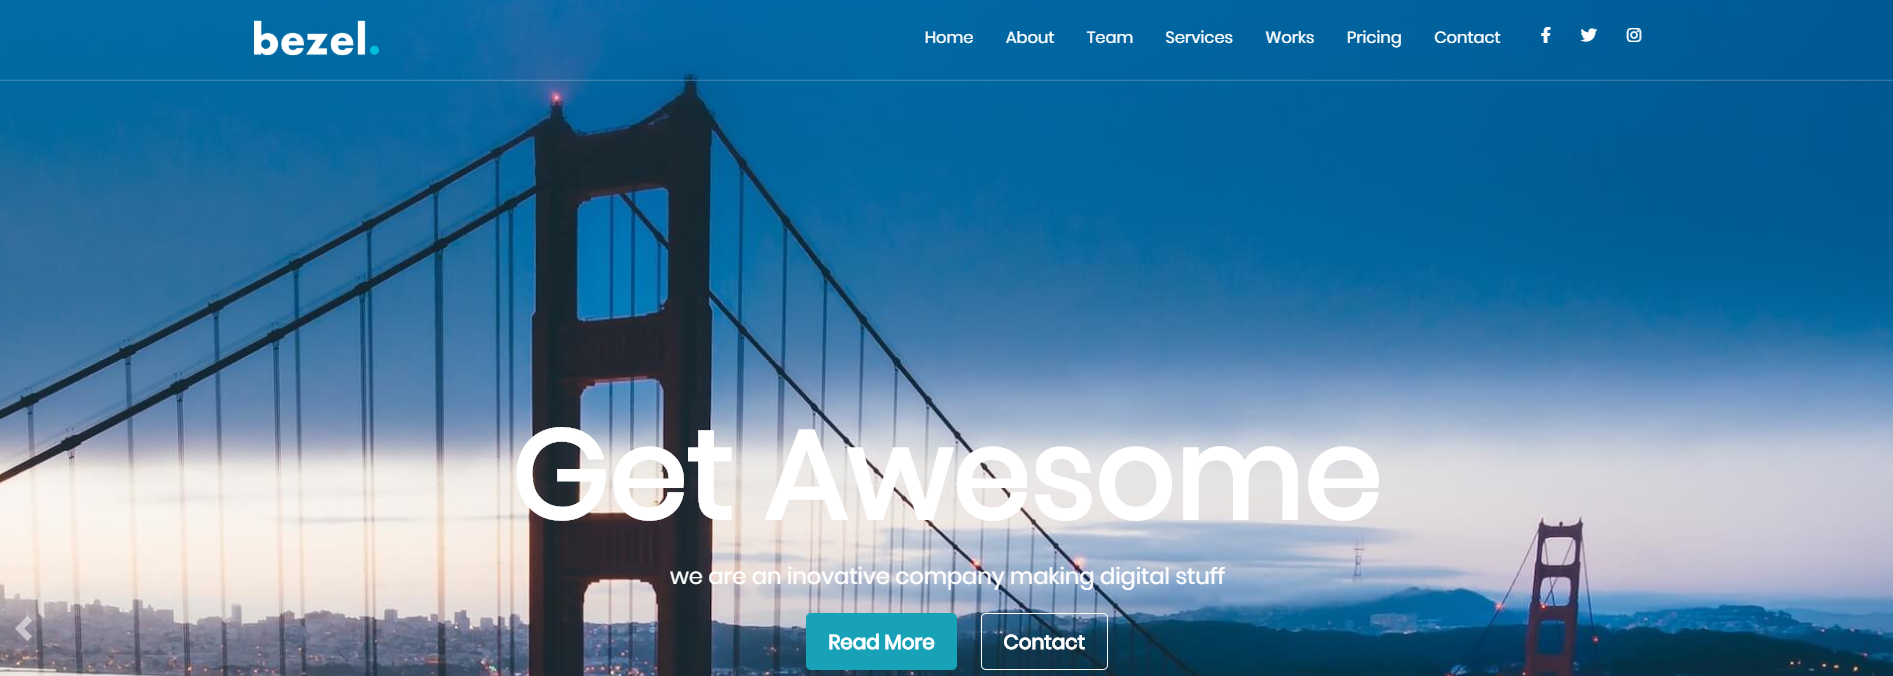 bezel.
Home About Team Services Works Pricing Contact
Get Awesome
we are an inovative company making digital stuff
Read More Contact